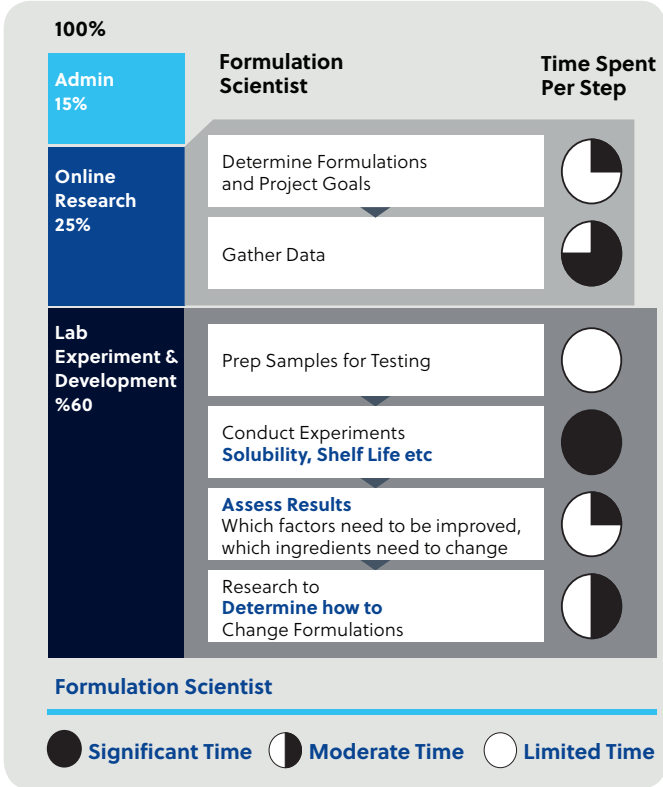 100%
Admin
15%
Formulation
Scientist
Time Spent
Per Step
Online
Research
25%
Determine Formulations
and Project Goals
Gather Data
Lab
Experiment &
Development
%60
Prep Samples for Testing
Conduct Experiments
Solubility, Shelf Life etc
Assess Results
Which factors need to be improved,
which ingredients need to change
Research to
Determine how to
Change Formulations
Formulation Scientist
Significant Time
Moderate Time
Limited Time